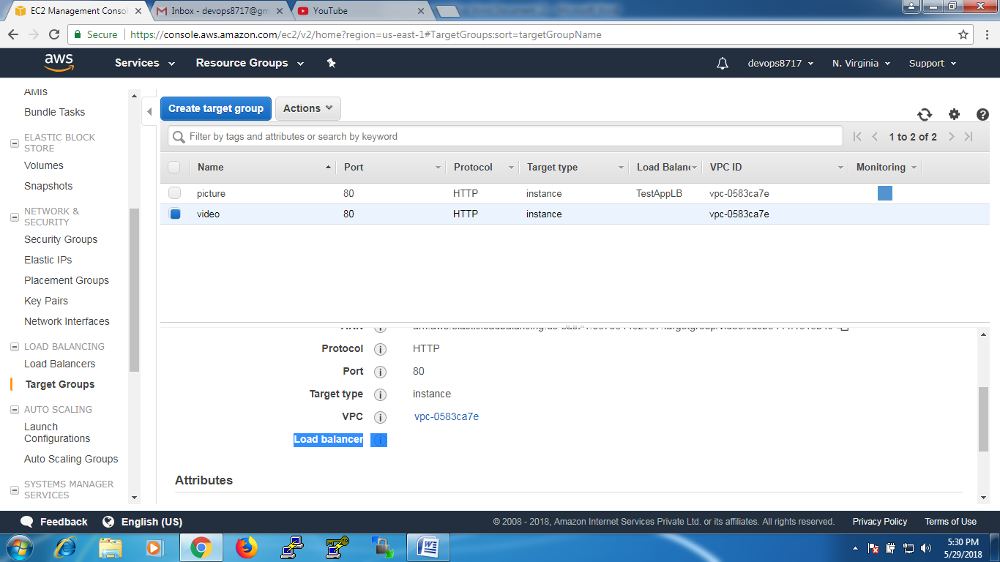 EC2 Management Consol
Inbox - devops8717@gm
YouTube
Secure
https://console.aws.amazon.com/ec2/v2/home?region=us-east-1#TargetGroups:sort=targetGroupName
aws
Services
Resource Groups
devops8717
N. Virginia
Support
AMIs
Bundle Tasks
ELASTIC BLOCK
STORE
Volumes
Snapshots
NETWORK &
SECURITY
Security Groups
Elastic IPs
Placement Groups
Key Pairs
Network Interfaces
LOAD BALANCING
Load Balancers
Target Groups
AUTO SCALING
Launch
Configurations
Auto Scaling Groups
SYSTEMS MANAGER
SERVICES
Create target group
Actions
Filter by tags and attributes or search by keyword
1 to 2 of 2
Name Port Protocol Target type Load Balanc VPC ID Monitoring
picture 80 HTTP instance TestAppLB vpc-0583ca7e
video 80 HTTP instance vpc-0583ca7e
Protocol HTTP
Port 80
Target type instance
VPC vpc-0583ca7e
Load balancer
Attributes
Feedback
English (US)
© 2008 - 2018, Amazon Internet Services Private Ltd. or its affiliates. All rights reserved.
Privacy Policy
Terms of Use
5:30 PM
5/29/2018